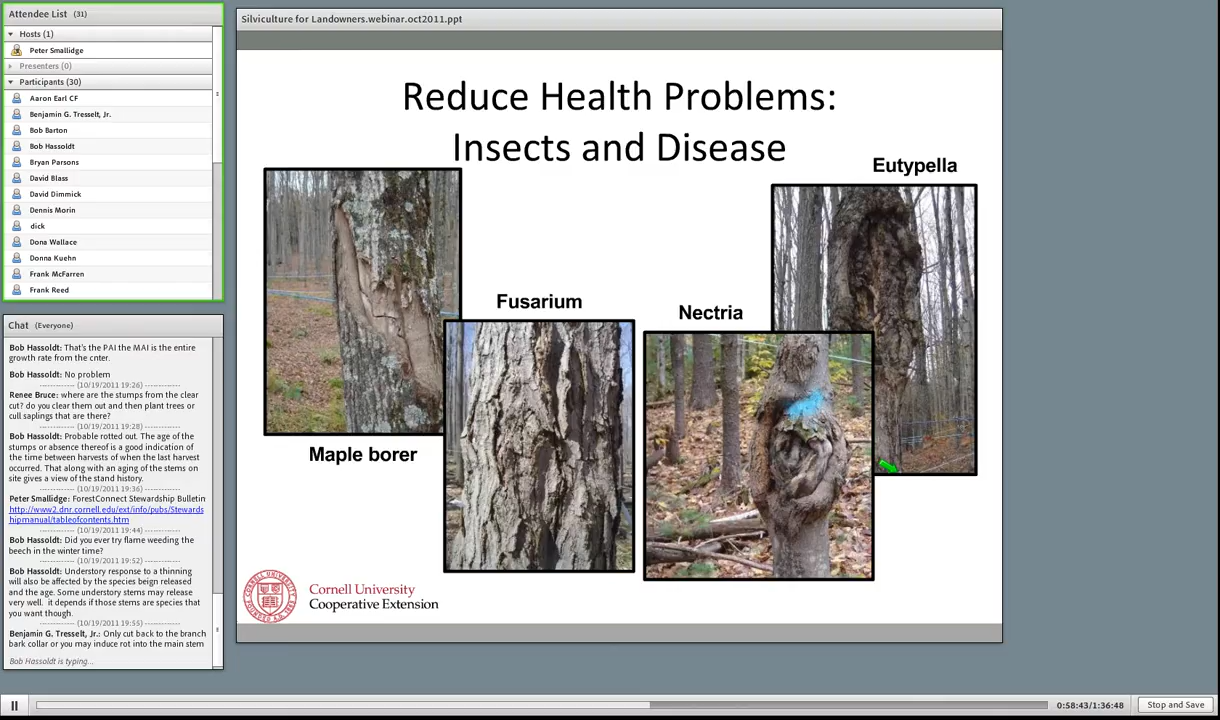 Attendee List (31)
Hosts (1)
Peter Smallidge
Presenters (0)
Participants (30)
Aaron Earl CF
Benjamin G. Tresselt, Jr.
Bob Barton
Bob Hassoldt
Bryan Parsons
David Blass
David Dimmick
Dennis Morin
dick
Dona Wallace
Donna Kuehn
Frank McFarren
Frank Reed
Chat (Everyone)
Bob Hassoldt: That's the PAI the MAI is the entire
growth rate from the cnter.
Bob Hassoldt: No problem
------------- (10/19/2011 19:26) -------------
Renee Bruce: where are the stumps from the clear
cut? do you clear them out and then plant trees or
cull saplings that are there?
------------- (10/19/2011 19:28) -------------
Bob Hassoldt: Probable rotted out. The age of the
stumps or absence thereof is a good indication of
the time between harvests of when the last harvest
occurred. That along with an aging of the stems on
site gives a view of the stand history.
------------- (10/19/2011 19:36) -------------
Peter Smallidge: ForestConnect Stewardship Bulletin
http://www2.dnr.cornell.edu/ext/info/pubs/Stewards
hipmanual/tableofcontents.htm
------------- (10/19/2011 19:44) -------------
Bob Hassoldt: Did you ever try flame weeding the
beech in the winter time?
------------- (10/19/2011 19:52) -------------
Bob Hassoldt: Understory response to a thinning
will also be affected by the species beign released
and the age. Some understory stems may release
very well. it depends if those stems are species that
you want though.
------------- (10/19/2011 19:55) -------------
Benjamin G. Tresselt, Jr.: Only cut back to the branch
bark collar or you may induce rot into the main stem
Bob Hassoldt is typing...
Silviculture for Landowners.webinar.oct2011.ppt
Reduce Health Problems:
Insects and Disease
Eutypella
Fusarium
Nectria
Maple borer
Cornell University
Cooperative Extension
0:58:43/1:36:48
Stop and Save